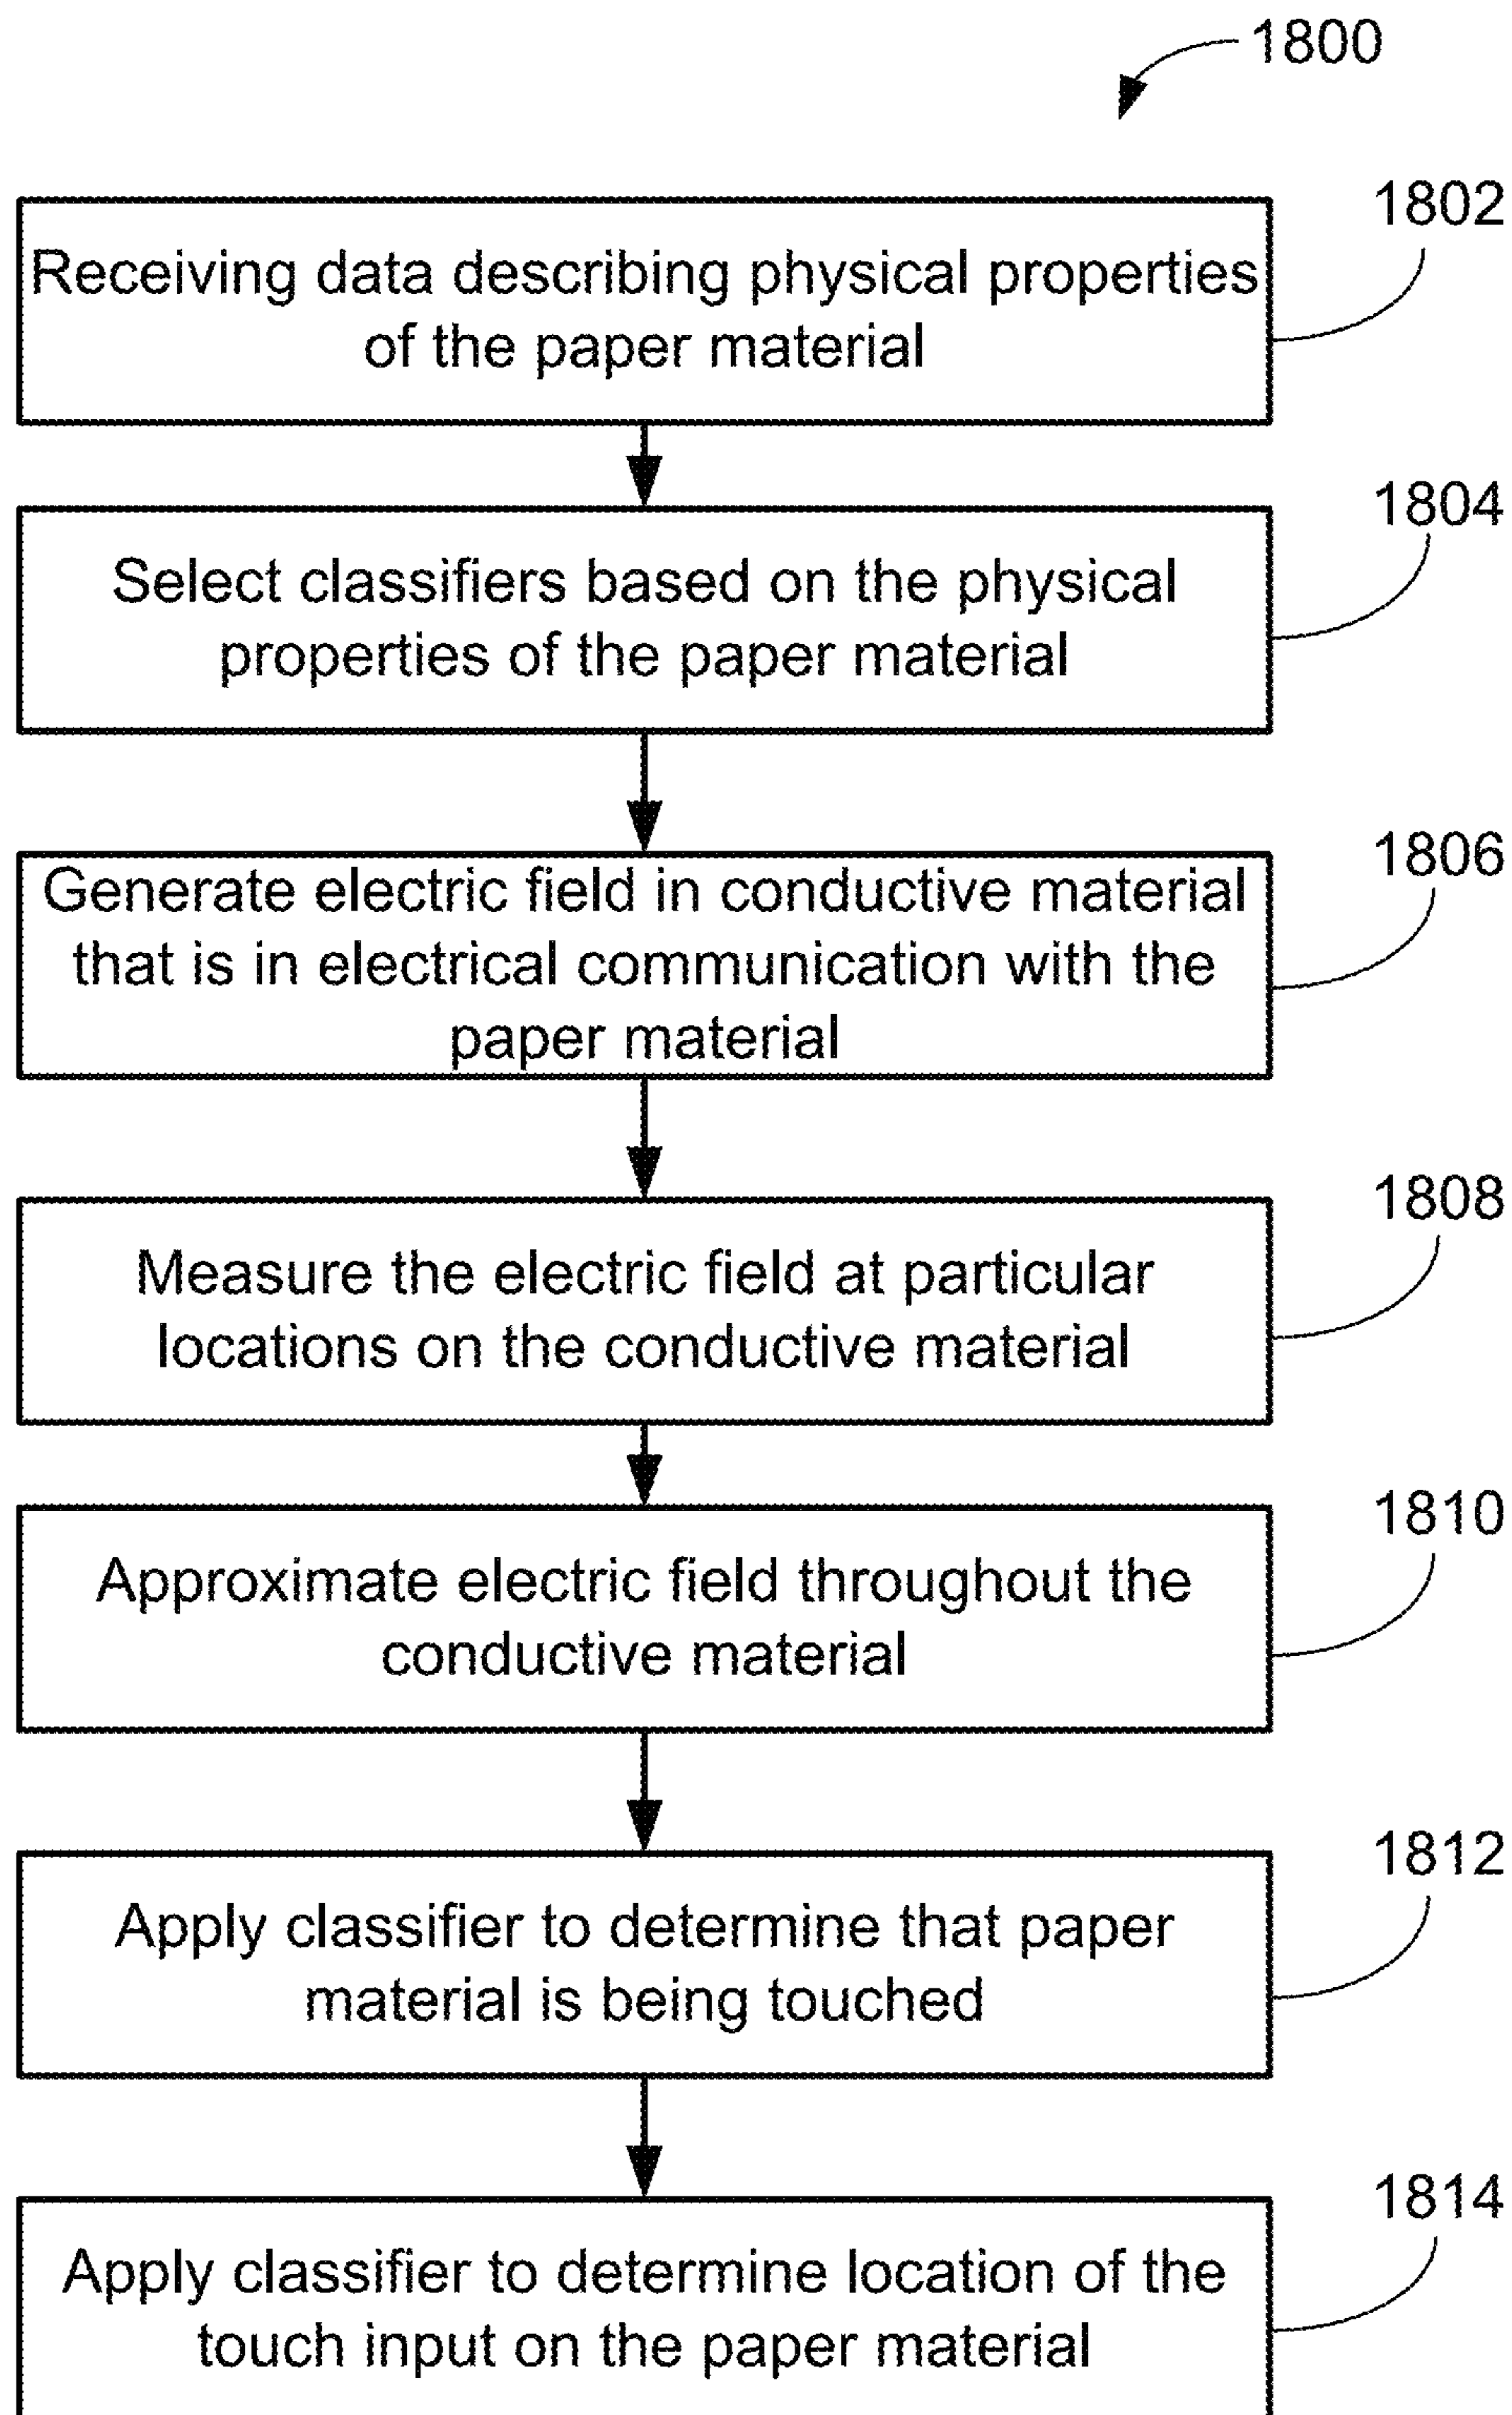 1800
1802
Receiving data describing physical properties
of the paper material
1804
Select classifiers based on the physical
properties of the paper material
1806
Generate electric field in conductive material
that is in electrical communication with the
paper material
1808
Measure the electric field at particular
locations on the conductive material
1810
Approximate electric field throughout the
conductive material
1812
Apply classifier to determine that paper
material is being touched
1814
Apply classifier to determine location of the
touch input on the paper material